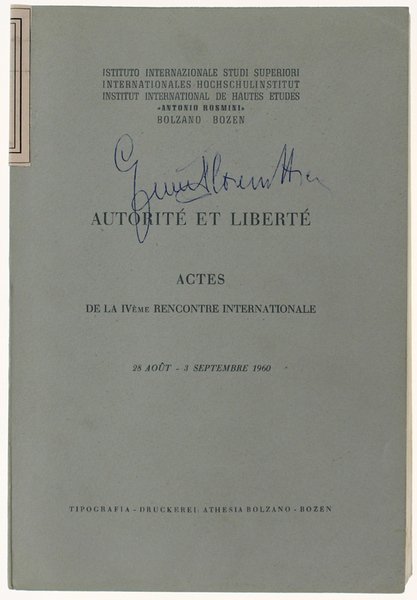 ISTITUTO INTERNAZIONALE STUDI SUPERIORI
INTERNATIONALES HOCHSCHULINSTITUT
INSTITUT INTERNATIONAL DE HAUTES ETUDES
«ANTONIO ROSMINI»
BOLZANO BOZEN
AUTORITÉ ET LIBERTÉ
ACTES
DE LA IVÈME RENCONTRE INTERNATIONALE
28 AOÛT - 3 SEPTEMBRE 1960
TIPOGRAFIA - DRUCKEREI: ATHESIA BOLZANO - BOZEN